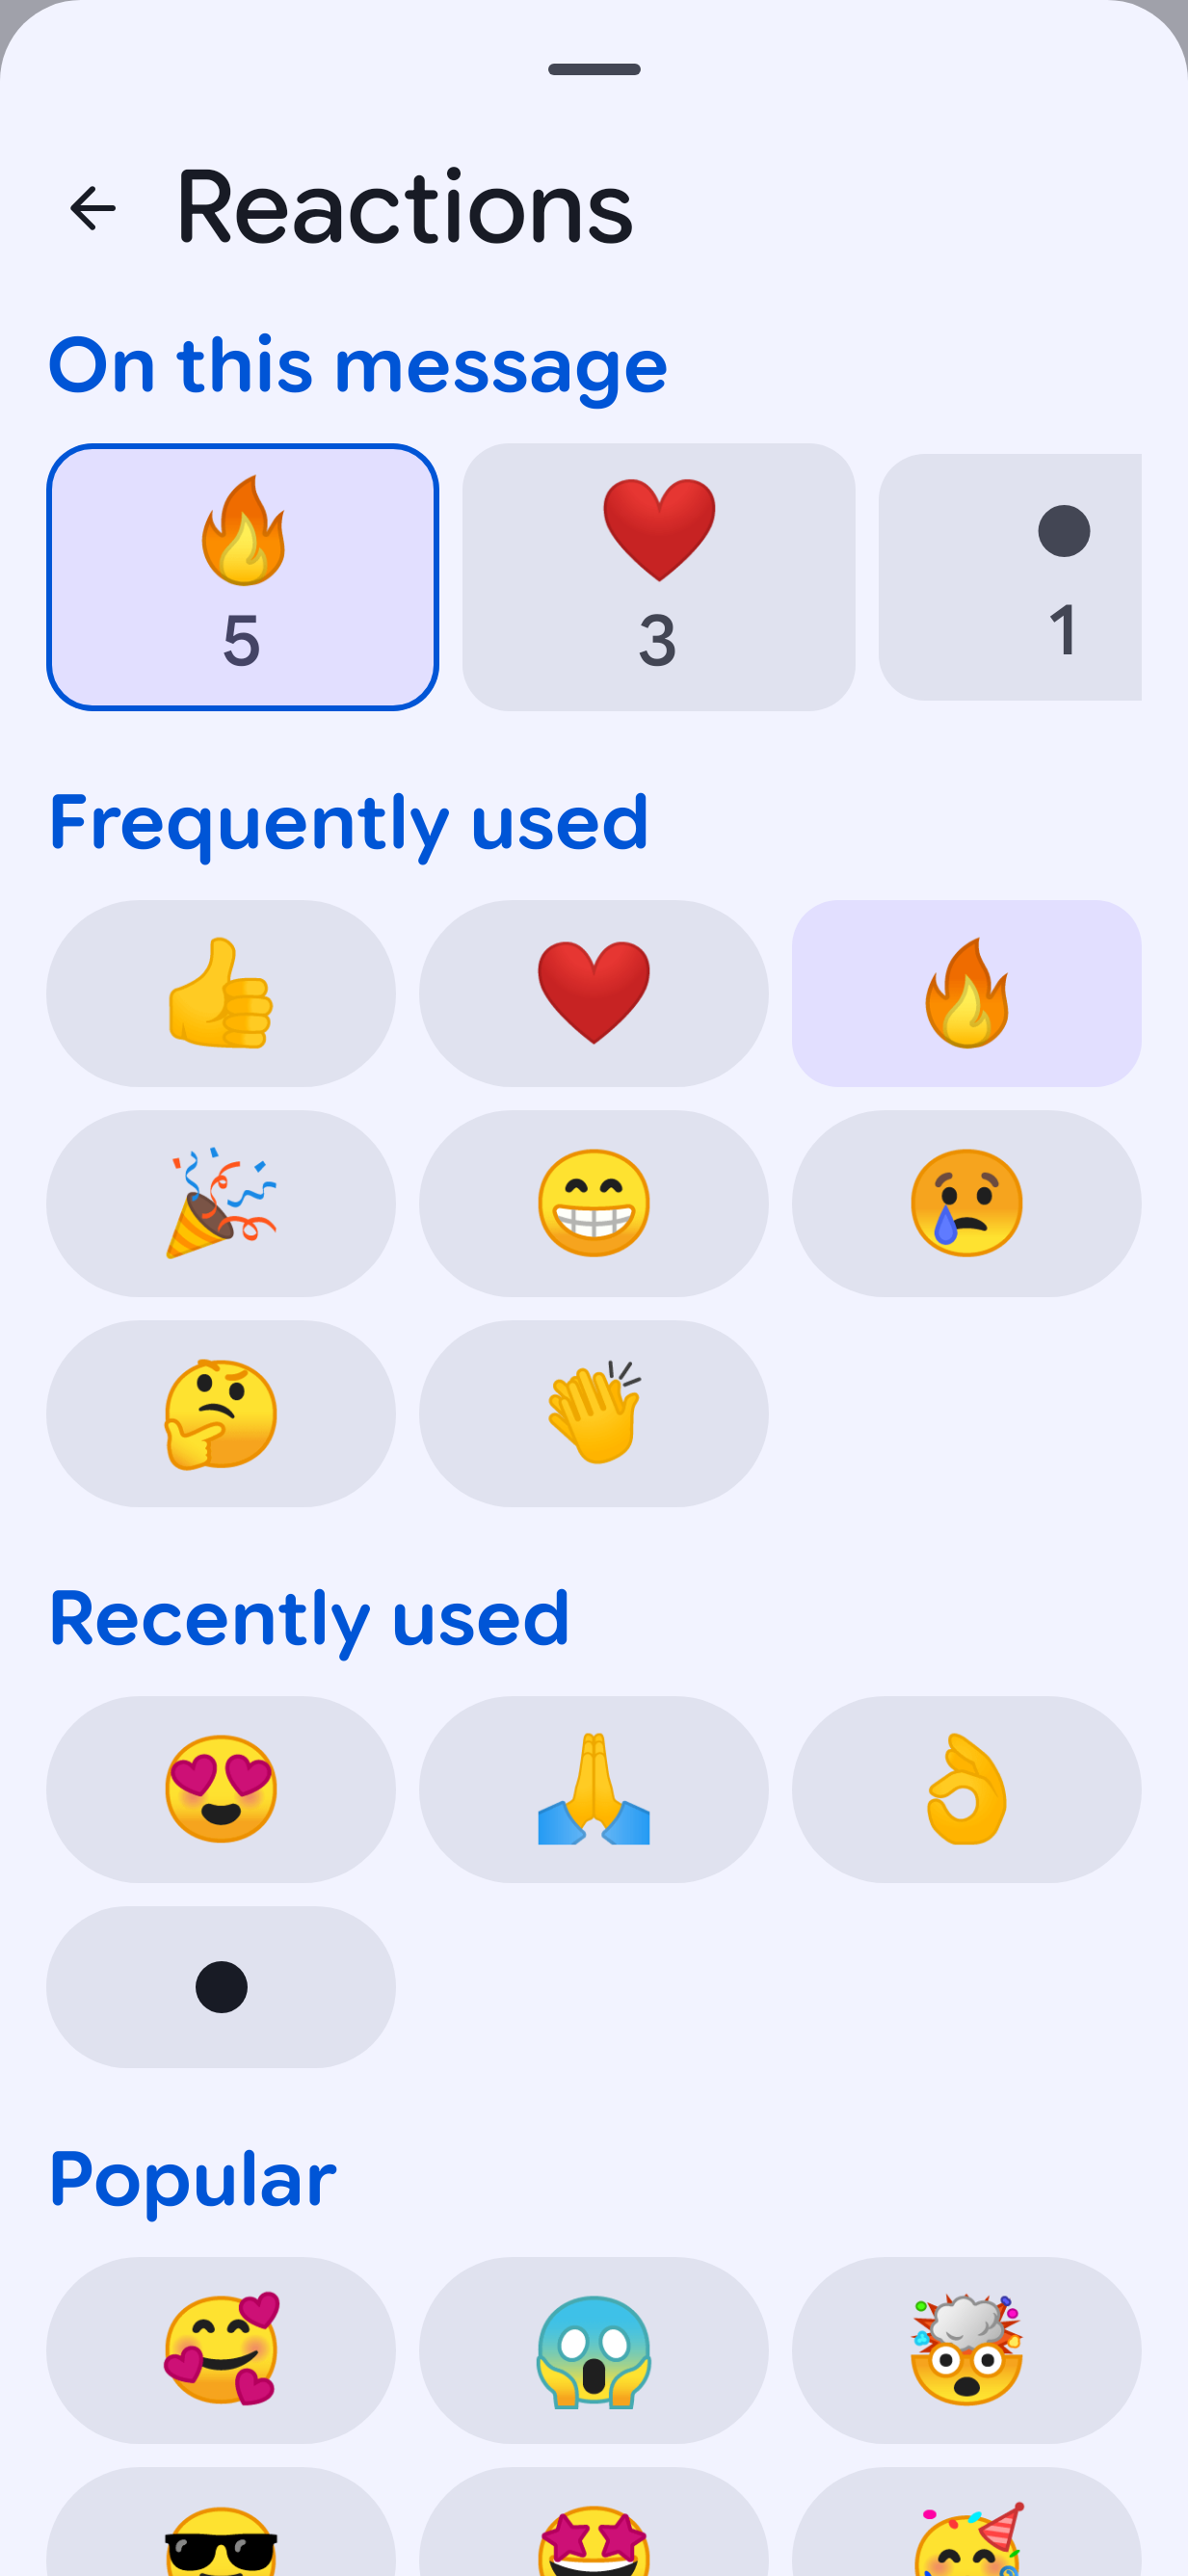 Reactions
On this message
5
3
1
Frequently used
Recently used
Popular